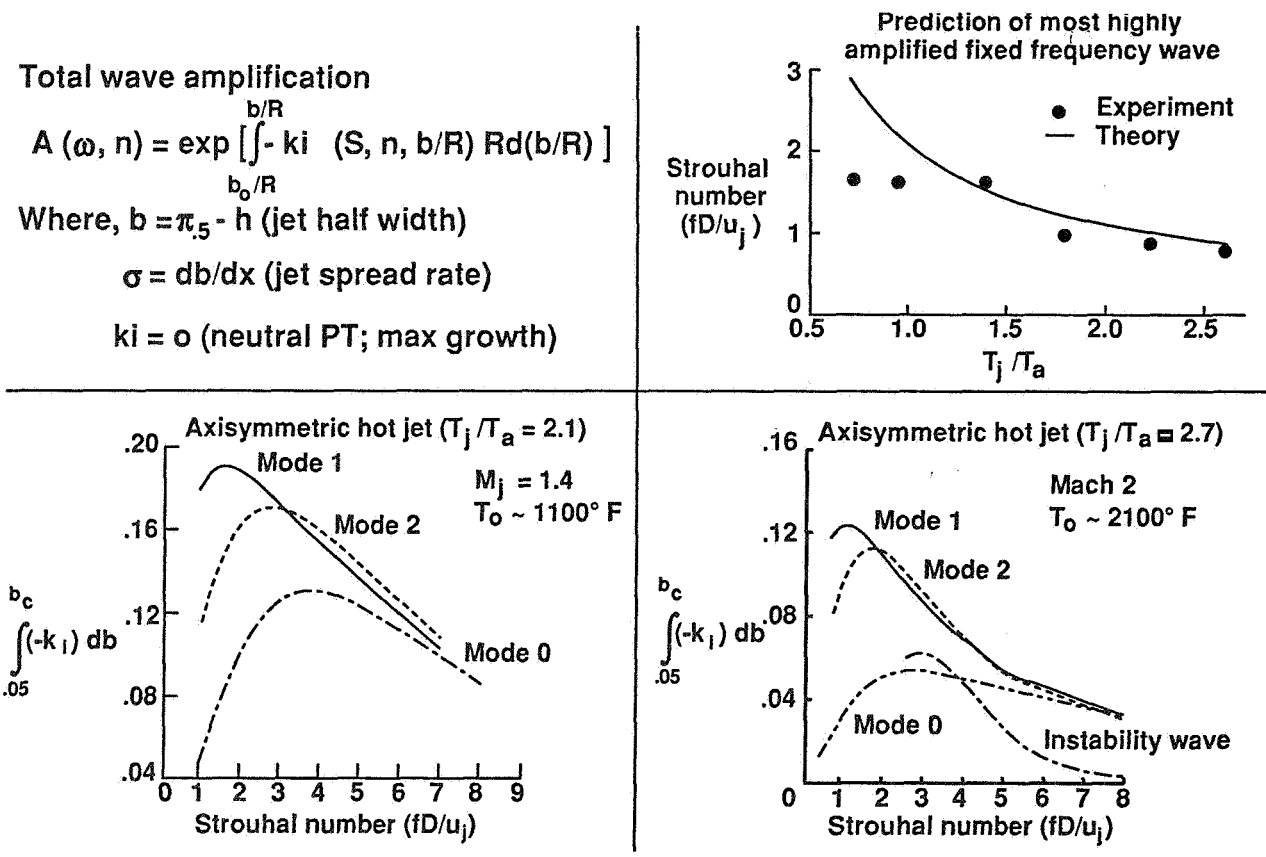 Total wave amplification
b/R
A (ω, n) = exp [∫- ki (S, n, b/R) Rd(b/R) ]
b₀/R
Where, b = π.5 - h (jet half width)
σ = db/dx (jet spread rate)
ki = o (neutral PT; max growth)
Prediction of most highly
amplified fixed frequency wave
3
2
1
0
Strouhal
number
(fD/uj )
Experiment
Theory
0.5 1.0 1.5 2.0 2.5
Tj /Ta
Axisymmetric hot jet (Tj /Ta = 2.1)
.20
.16
.12
.08
.04
Mode 1
Mj = 1.4
To ~ 1100° F
Mode 2
Mode 0
bc
∫(-ki) db
.05
0 1 2 3 4 5 6 7 8 9
Strouhal number (fD/uj)
Axisymmetric hot jet (Tj /Ta = 2.7)
.16
.12
.08
.04
0
Mach 2
To ~ 2100° F
Mode 1
Mode 2
Mode 0
Instability wave
bc
∫(-ki) db
.05
1 2 3 4 5 6 7 8
Strouhal number (fD/uj)